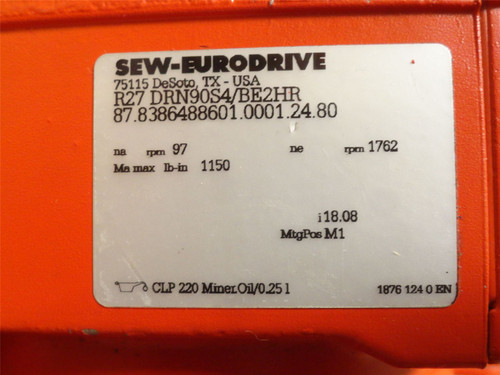 SEW-EURODRIVE
75115 DeSoto, TX - USA
R27 DRN90S4/BE2HR
87.8386488601.0001.24.80
na rpm 97 ne rpm 1762
Ma max lb-in 1150
i 18.08
MtgPos M1
CLP 220 Miner.Oil/0.25 l
1876 124 0 EN